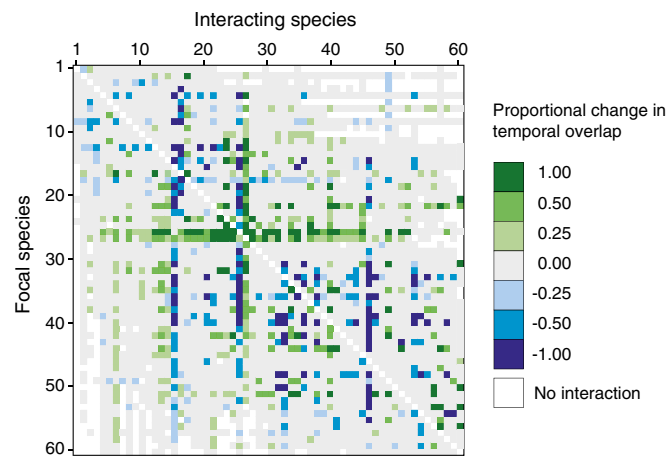 Interacting species
1 10 20 30 40 50 60
Focal species
1
10
20
30
40
50
60
Proportional change in
temporal overlap
1.00
0.50
0.25
0.00
-0.25
-0.50
-1.00
No interaction